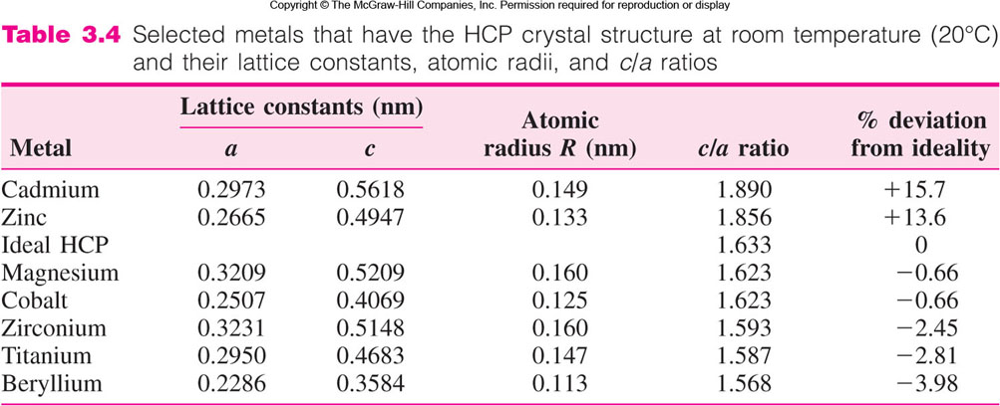 Copyright © The McGraw-Hill Companies, Inc. Permission required for reproduction or display
Table 3.4 Selected metals that have the HCP crystal structure at room temperature (20°C)
and their lattice constants, atomic radii, and c/a ratios
Lattice constants (nm) Atomic % deviation
Metal a c radius R (nm) c/a ratio from ideality
Cadmium 0.2973 0.5618 0.149 1.890 +15.7
Zinc 0.2665 0.4947 0.133 1.856 +13.6
Ideal HCP 1.633 0
Magnesium 0.3209 0.5209 0.160 1.623 −0.66
Cobalt 0.2507 0.4069 0.125 1.623 −0.66
Zirconium 0.3231 0.5148 0.160 1.593 −2.45
Titanium 0.2950 0.4683 0.147 1.587 −2.81
Beryllium 0.2286 0.3584 0.113 1.568 −3.98